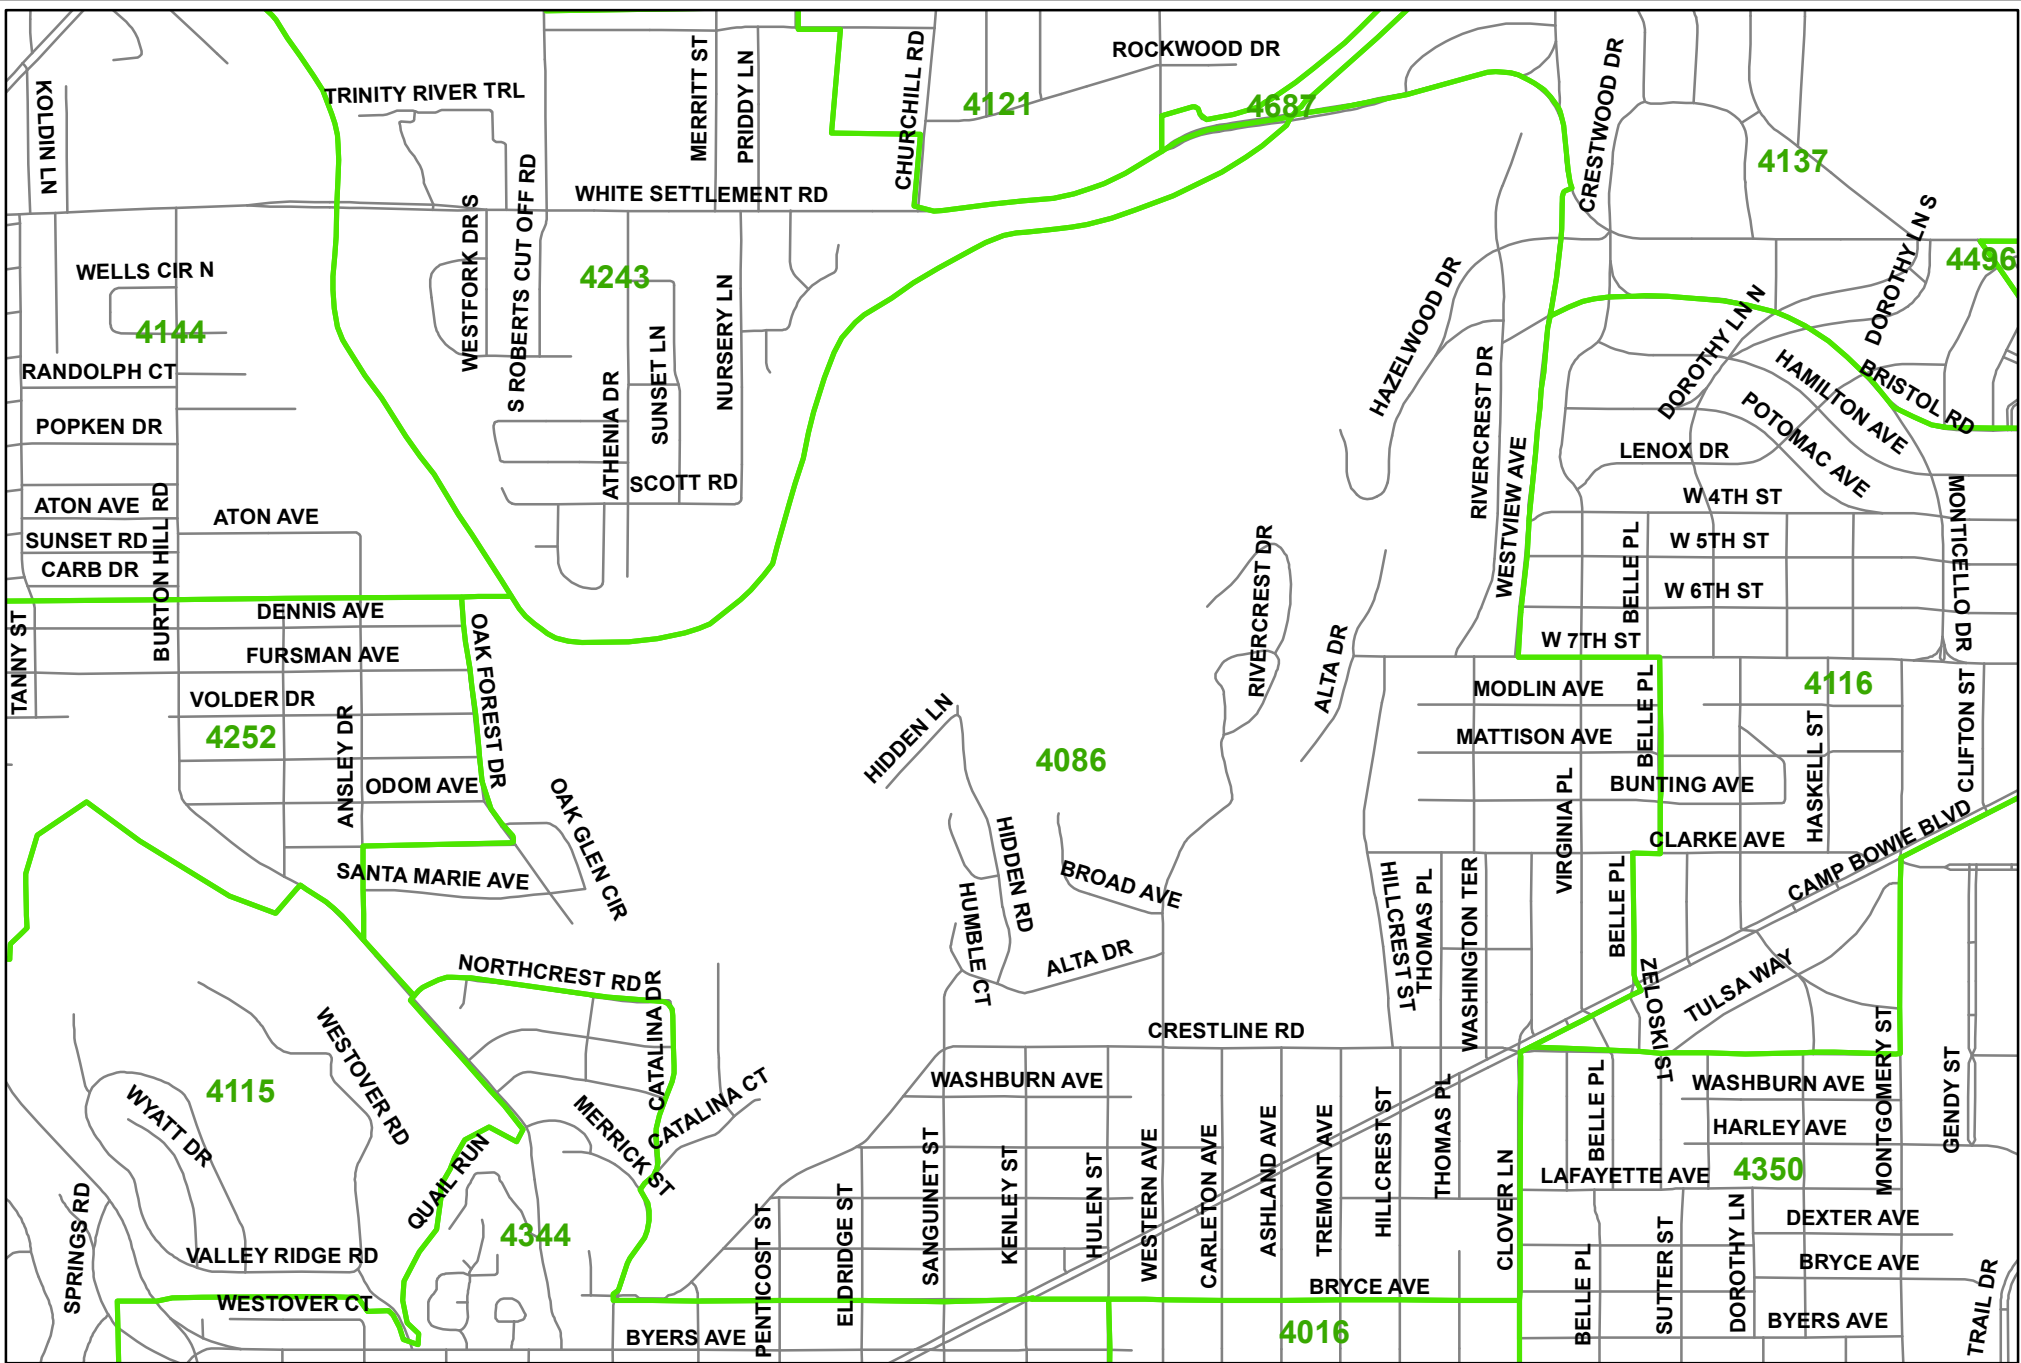 ROCKWOOD DR
KOLDIN LN
TRINITY RIVER TRL
MERRITT ST
PRIDDY LN
CHURCHILL RD
4121
4687
CRESTWOOD DR
4137
WHITE SETTLEMENT RD
WELLS CIR N
4144
WESTFORK DR S
S ROBERTS CUT OFF RD
4243
SUNSET LN
NURSERY LN
HAZELWOOD DR
RIVERCREST DR
DOROTHY LN N
DOROTHY LN S
4496
RANDOLPH CT
POPKEN DR
ATHENIA DR
SCOTT RD
HAMILTON AVE
BRISTOL RD
POTOMAC AVE
LENOX DR
W 4TH ST
ATON AVE
ATON AVE
SUNSET RD
CARB DR
BURTON HILL RD
WESTVIEW AVE
BELLE PL
W 5TH ST
W 6TH ST
MONTICELLO DR
DENNIS AVE
TANNY ST
FURSMAN AVE
OAK FOREST DR
RIVERCREST DR
RIVERCREST DR
ALTA DR
W 7TH ST
VOLDER DR
4252
ANSLEY DR
ODOM AVE
OAK GLEN CIR
HIDDEN LN
4086
MODLIN AVE
MATTISON AVE
BELLE PL
BUNTING AVE
4116
HASKELL ST
CLIFTON ST
VIRGINIA PL
CLARKE AVE
CAMP BOWIE BLVD
SANTA MARIE AVE
HIDDEN RD
HUMBLE CT
BROAD AVE
ALTA DR
HILLCREST ST
THOMAS PL
WASHINGTON TER
BELLE PL
ZELOSKI ST
TULSA WAY
NORTHCREST RD
CATALINA DR
CRESTLINE RD
WESTOVER RD
4115
WYATT DR
MERRICK ST
CATALINA CT
WASHBURN AVE
WASHBURN AVE
HARLEY AVE
MONTGOMERY ST
GENDY ST
BELLE PL
LAFAYETTE AVE
4350
QUAIL RUN
4344
SPRINGS RD
VALLEY RIDGE RD
WESTOVER CT
PENTICOST ST
ELDRIDGE ST
SANGUINET ST
KENLEY ST
HULEN ST
WESTERN AVE
CARLETON AVE
ASHLAND AVE
TREMONT AVE
HILLCREST ST
THOMAS PL
CLOVER LN
DEXTER AVE
BRYCE AVE
BRYCE AVE
BYERS AVE
BYERS AVE
4016
BELLE PL
SUTTER ST
DOROTHY LN
TRAIL DR